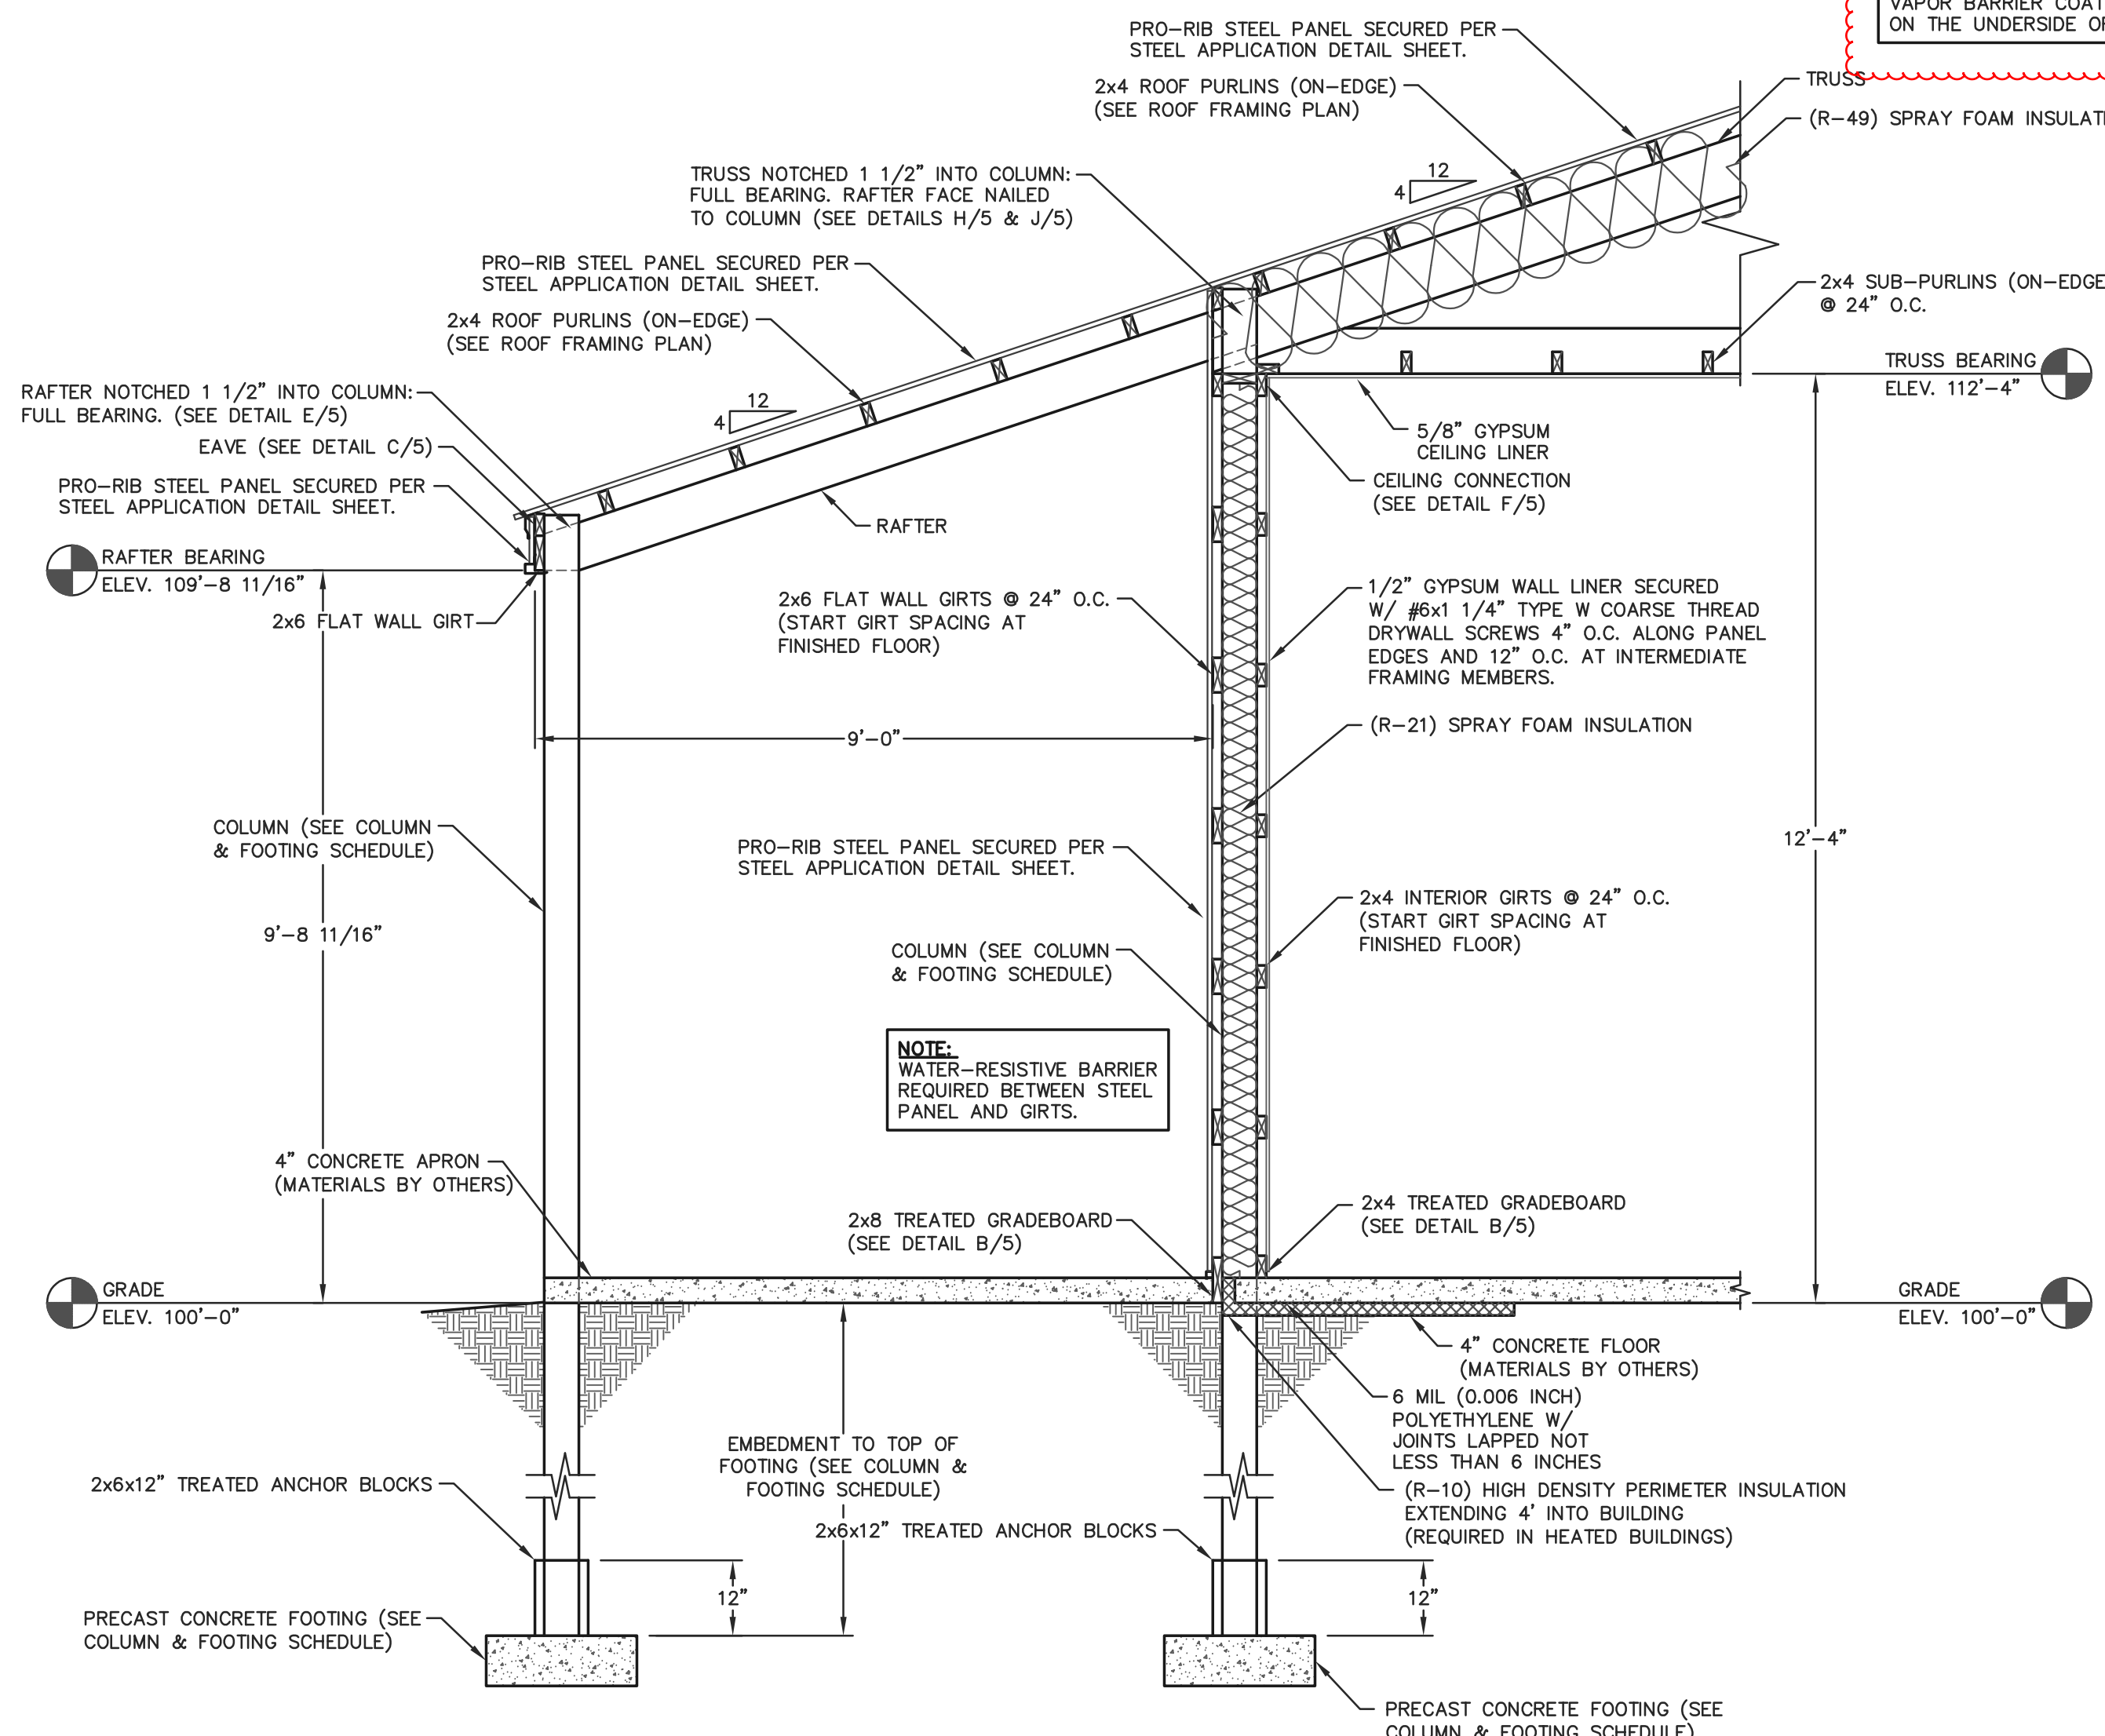 VAPOR BARRIER COAT
ON THE UNDERSIDE OF
PRO-RIB STEEL PANEL SECURED PER
STEEL APPLICATION DETAIL SHEET.
2x4 ROOF PURLINS (ON-EDGE)
(SEE ROOF FRAMING PLAN)
TRUSS
(R-49) SPRAY FOAM
TRUSS NOTCHED 1 1/2" INTO COLUMN:
FULL BEARING. RAFTER FACE NAILED
TO COLUMN (SEE DETAILS H/5 & J/5)
12
4
PRO-RIB STEEL PANEL SECURED PER
STEEL APPLICATION DETAIL SHEET.
2x4 ROOF PURLINS (ON-EDGE)
(SEE ROOF FRAMING PLAN)
2x4 SUB-PURLINS (ON-EDGE
@ 24" O.C.
TRUSS BEARING
ELEV. 112'-4"
RAFTER NOTCHED 1 1/2" INTO COLUMN:
FULL BEARING. (SEE DETAIL E/5)
12
4
EAVE (SEE DETAIL C/5)
5/8" GYPSUM
CEILING LINER
PRO-RIB STEEL PANEL SECURED PER
STEEL APPLICATION DETAIL SHEET.
CEILING CONNECTION
(SEE DETAIL F/5)
RAFTER
RAFTER BEARING
ELEV. 109'-8 11/16"
2x6 FLAT WALL GIRT
2x6 FLAT WALL GIRTS @ 24" O.C.
(START GIRT SPACING AT
FINISHED FLOOR)
1/2" GYPSUM WALL LINER SECURED
W/ #6x1 1/4" TYPE W COARSE THREAD
DRYWALL SCREWS 4" O.C. ALONG PANEL
EDGES AND 12" O.C. AT INTERMEDIATE
FRAMING MEMBERS.
(R-21) SPRAY FOAM INSULATION
9'-0"
COLUMN (SEE COLUMN
& FOOTING SCHEDULE)
12'-4"
PRO-RIB STEEL PANEL SECURED PER
STEEL APPLICATION DETAIL SHEET.
2x4 INTERIOR GIRTS @ 24" O.C.
(START GIRT SPACING AT
FINISHED FLOOR)
9'-8 11/16"
COLUMN (SEE COLUMN
& FOOTING SCHEDULE)
NOTE:
WATER-RESISTIVE BARRIER
REQUIRED BETWEEN STEEL
PANEL AND GIRTS.
4" CONCRETE APRON
(MATERIALS BY OTHERS)
2x8 TREATED GRADEBOARD
(SEE DETAIL B/5)
2x4 TREATED GRADEBOARD
(SEE DETAIL B/5)
GRADE
ELEV. 100'-0"
GRADE
ELEV. 100'-0"
4" CONCRETE FLOOR
(MATERIALS BY OTHERS)
6 MIL (0.006 INCH)
POLYETHYLENE W/
JOINTS LAPPED NOT
LESS THAN 6 INCHES
EMBEDMENT TO TOP OF
FOOTING (SEE COLUMN &
FOOTING SCHEDULE)
2x6x12" TREATED ANCHOR BLOCKS
(R-10) HIGH DENSITY PERIMETER INSULATION
EXTENDING 4' INTO BUILDING
(REQUIRED IN HEATED BUILDINGS)
2x6x12" TREATED ANCHOR BLOCKS
12"
12"
PRECAST CONCRETE FOOTING (SEE
COLUMN & FOOTING SCHEDULE)
PRECAST CONCRETE FOOTING (SEE
COLUMN & FOOTING SCHEDULE)